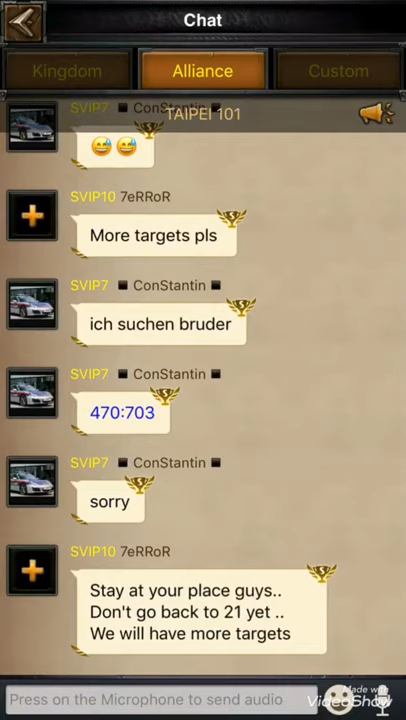 Chat
Kingdom
Alliance
Custom
SVIP7 ■ ConStantin ■
TAIPEI 101
😅 😅
SVIP10 7eRRoR
More targets pls
SVIP7 ■ ConStantin ■
ich suchen bruder
SVIP7 ■ ConStantin ■
470:703
SVIP7 ■ ConStantin ■
sorry
SVIP10 7eRRoR
Stay at your place guys..
Don't go back to 21 yet ..
We will have more targets
Press on the Microphone to send audio
Made with
VideoShow